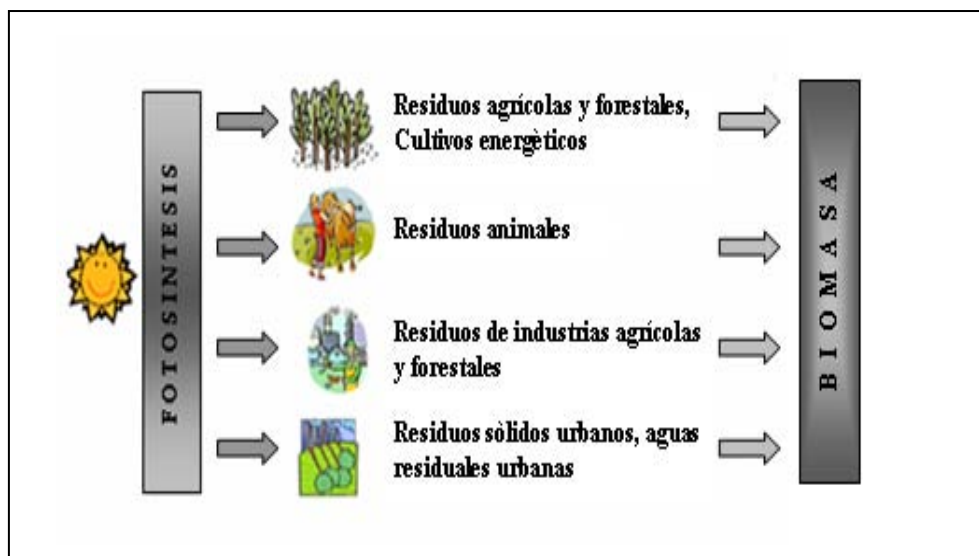 FOTOSINTESIS
Residuos agrícolas y forestales,
Cultivos energèticos
Residuos animales
Residuos de industrias agrícolas
y forestales
Residuos sòlidos urbanos, aguas
residuales urbanas
BIOMASA